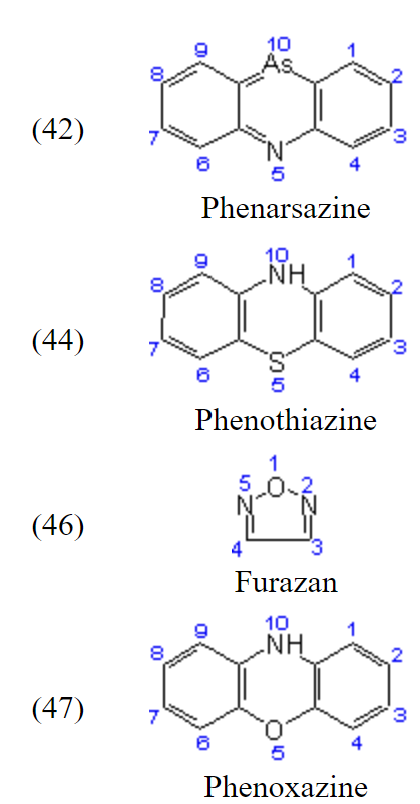 10
9 As 1
8 2
(42)
7 3
6 N 4
5
Phenarsazine
10
9 NH 1
8 2
(44)
7 3
6 S 4
5
Phenothiazine
1
5 O 2
N N
(46)
4 3
Furazan
10
9 NH 1
8 2
(47)
7 3
6 O 4
5
Phenoxazine